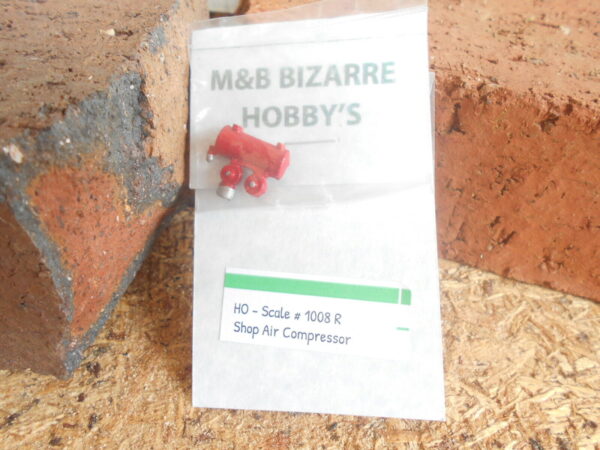 M&B BIZARRE
HOBBY'S
HO - Scale # 1008 R
Shop Air Compressor